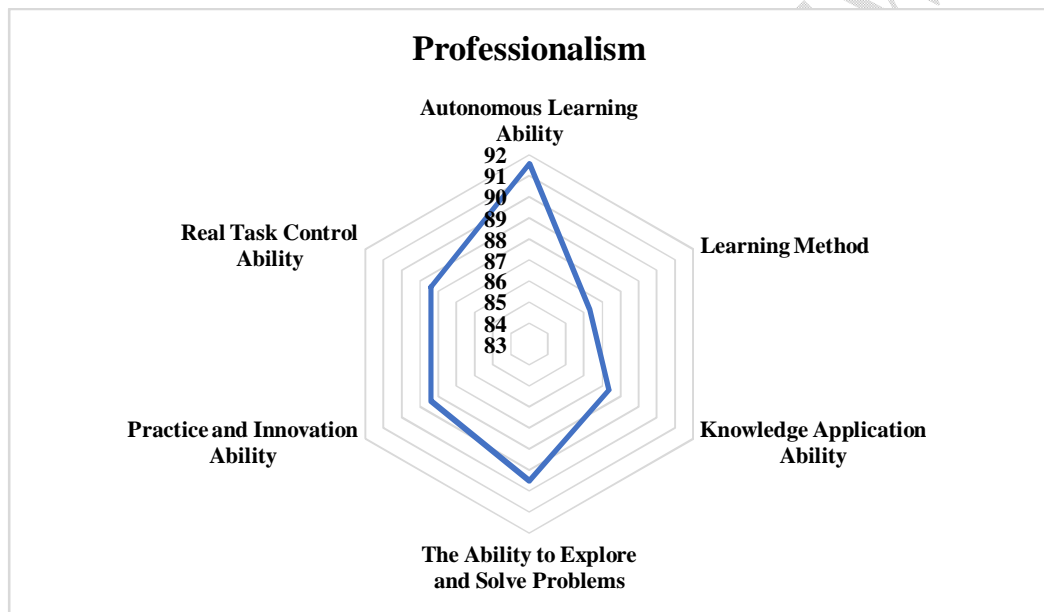 Professionalism
Autonomous Learning
Ability
92
91
90
89
88
87
86
85
84
83
Real Task Control
Ability
Learning Method
Practice and Innovation
Ability
Knowledge Application
Ability
The Ability to Explore
and Solve Problems